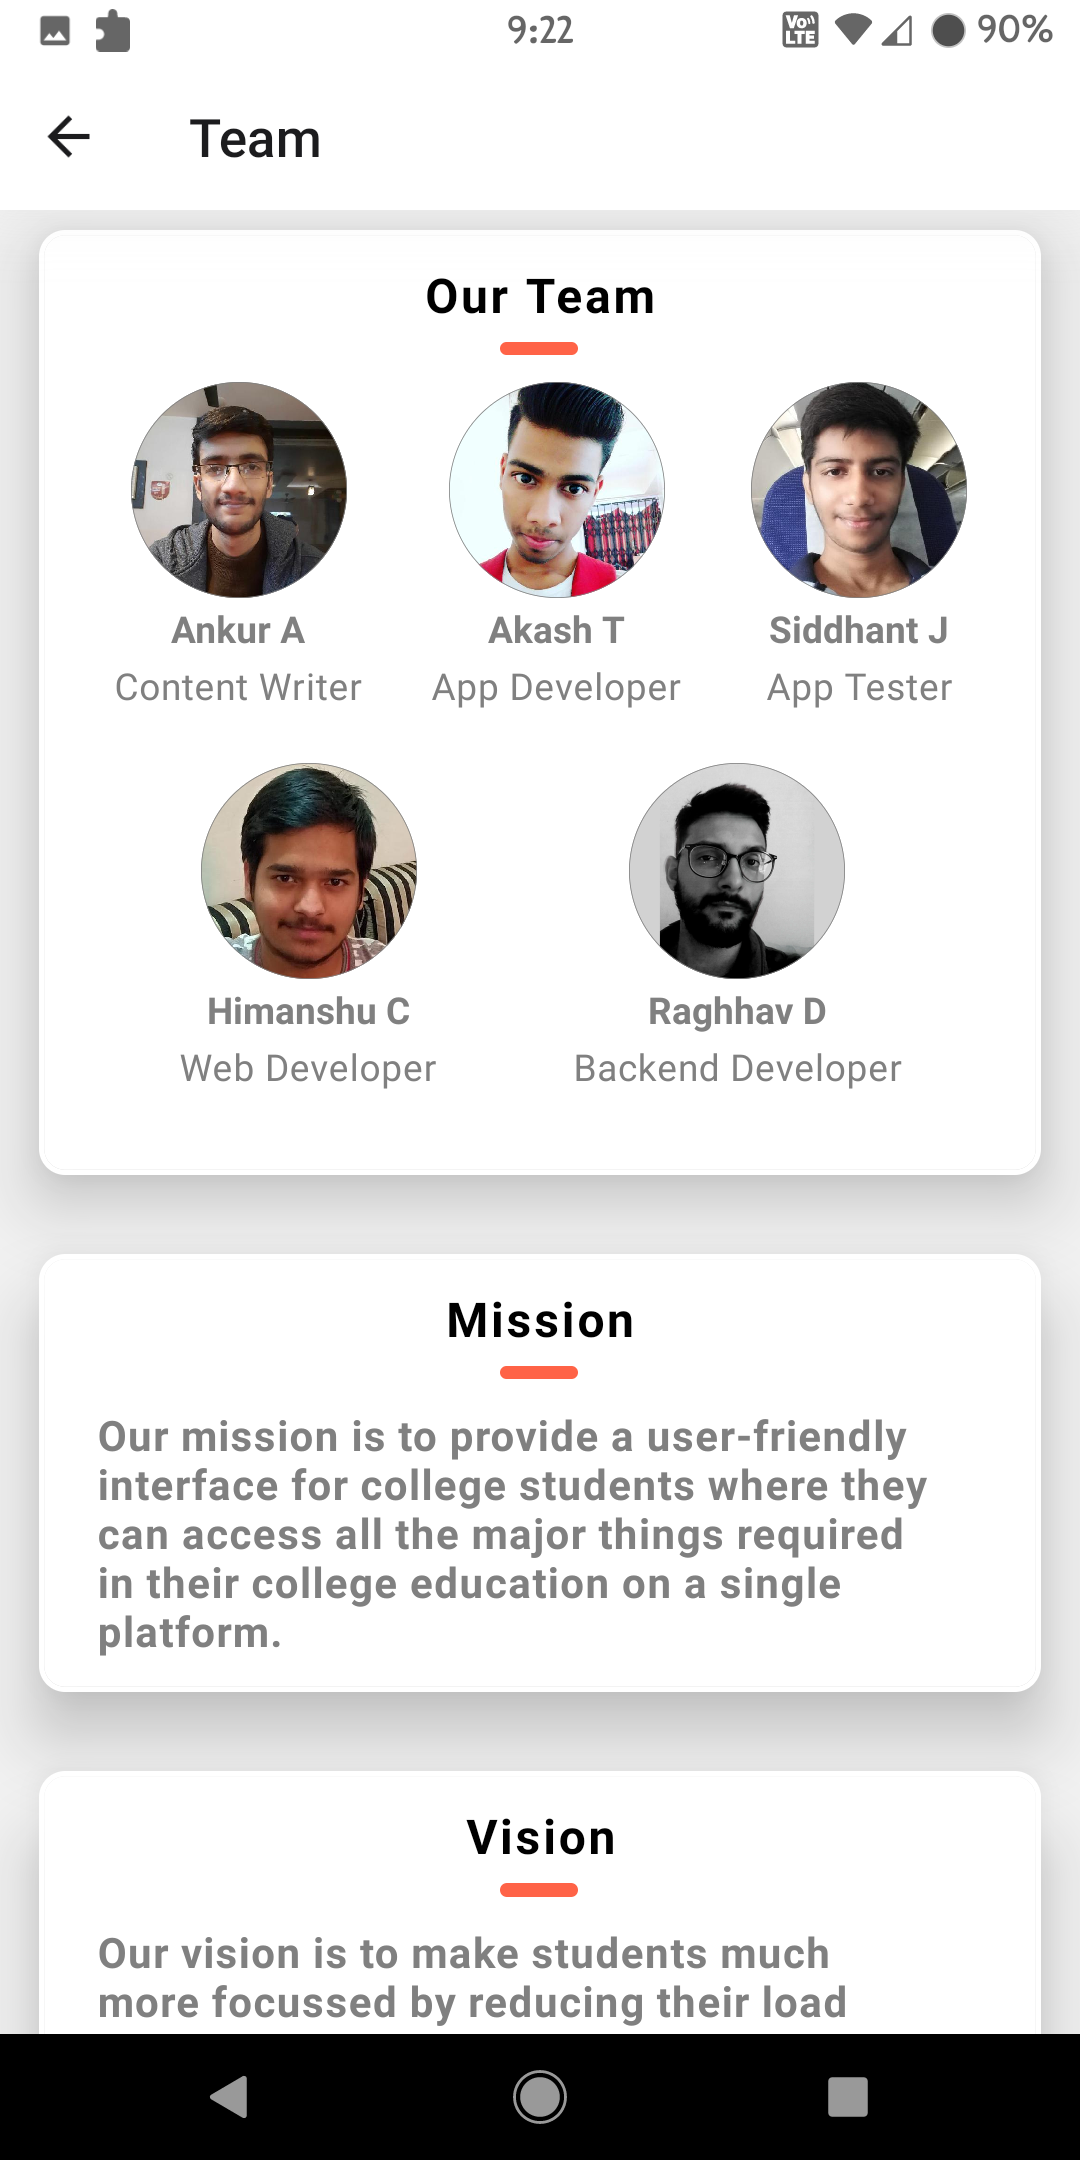 9:22
Vo LTE
90%
Team
Our Team
Ankur A
Akash T
Siddhant J
Content Writer
App Developer
App Tester
Himanshu C
Raghhav D
Web Developer
Backend Developer
Mission
Our mission is to provide a user-friendly
interface for college students where they
can access all the major things required
in their college education on a single
platform.
Vision
Our vision is to make students much
more focussed by reducing their load